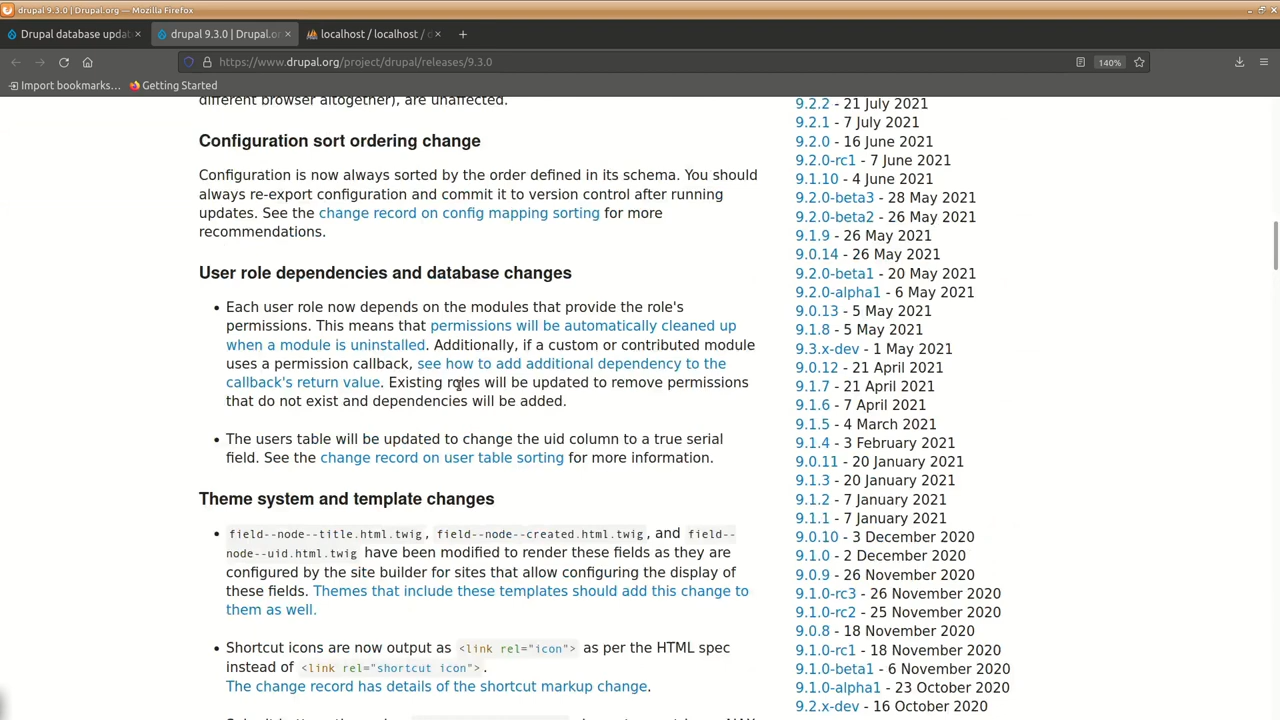 drupal 9.3.0 | Drupal.org — Mozilla Firefox
Drupal database updat
drupal 9.3.0 | Drupal.or
localhost / localhost / d
https://www.drupal.org/project/drupal/releases/9.3.0
140%
Import bookmarks...
Getting Started
different browser altogether), are unaffected.
Configuration sort ordering change
Configuration is now always sorted by the order defined in its schema. You should
always re-export configuration and commit it to version control after running
updates. See the change record on config mapping sorting for more
recommendations.
User role dependencies and database changes
• Each user role now depends on the modules that provide the role's
permissions. This means that permissions will be automatically cleaned up
when a module is uninstalled. Additionally, if a custom or contributed module
uses a permission callback, see how to add additional dependency to the
callback's return value. Existing roles will be updated to remove permissions
that do not exist and dependencies will be added.
• The users table will be updated to change the uid column to a true serial
field. See the change record on user table sorting for more information.
Theme system and template changes
• field--node--title.html.twig, field--node--created.html.twig, and field--
node--uid.html.twig have been modified to render these fields as they are
configured by the site builder for sites that allow configuring the display of
these fields. Themes that include these templates should add this change to
them as well.
• Shortcut icons are now output as <link rel="icon"> as per the HTML spec
instead of <link rel="shortcut icon">.
The change record has details of the shortcut markup change.
9.2.2 - 21 July 2021
9.2.1 - 7 July 2021
9.2.0 - 16 June 2021
9.2.0-rc1 - 7 June 2021
9.1.10 - 4 June 2021
9.2.0-beta3 - 28 May 2021
9.2.0-beta2 - 26 May 2021
9.1.9 - 26 May 2021
9.0.14 - 26 May 2021
9.2.0-beta1 - 20 May 2021
9.2.0-alpha1 - 6 May 2021
9.0.13 - 5 May 2021
9.1.8 - 5 May 2021
9.3.x-dev - 1 May 2021
9.0.12 - 21 April 2021
9.1.7 - 21 April 2021
9.1.6 - 7 April 2021
9.1.5 - 4 March 2021
9.1.4 - 3 February 2021
9.0.11 - 20 January 2021
9.1.3 - 20 January 2021
9.1.2 - 7 January 2021
9.1.1 - 7 January 2021
9.0.10 - 3 December 2020
9.1.0 - 2 December 2020
9.0.9 - 26 November 2020
9.1.0-rc3 - 26 November 2020
9.1.0-rc2 - 25 November 2020
9.0.8 - 18 November 2020
9.1.0-rc1 - 18 November 2020
9.1.0-beta1 - 6 November 2020
9.1.0-alpha1 - 23 October 2020
9.2.x-dev - 16 October 2020